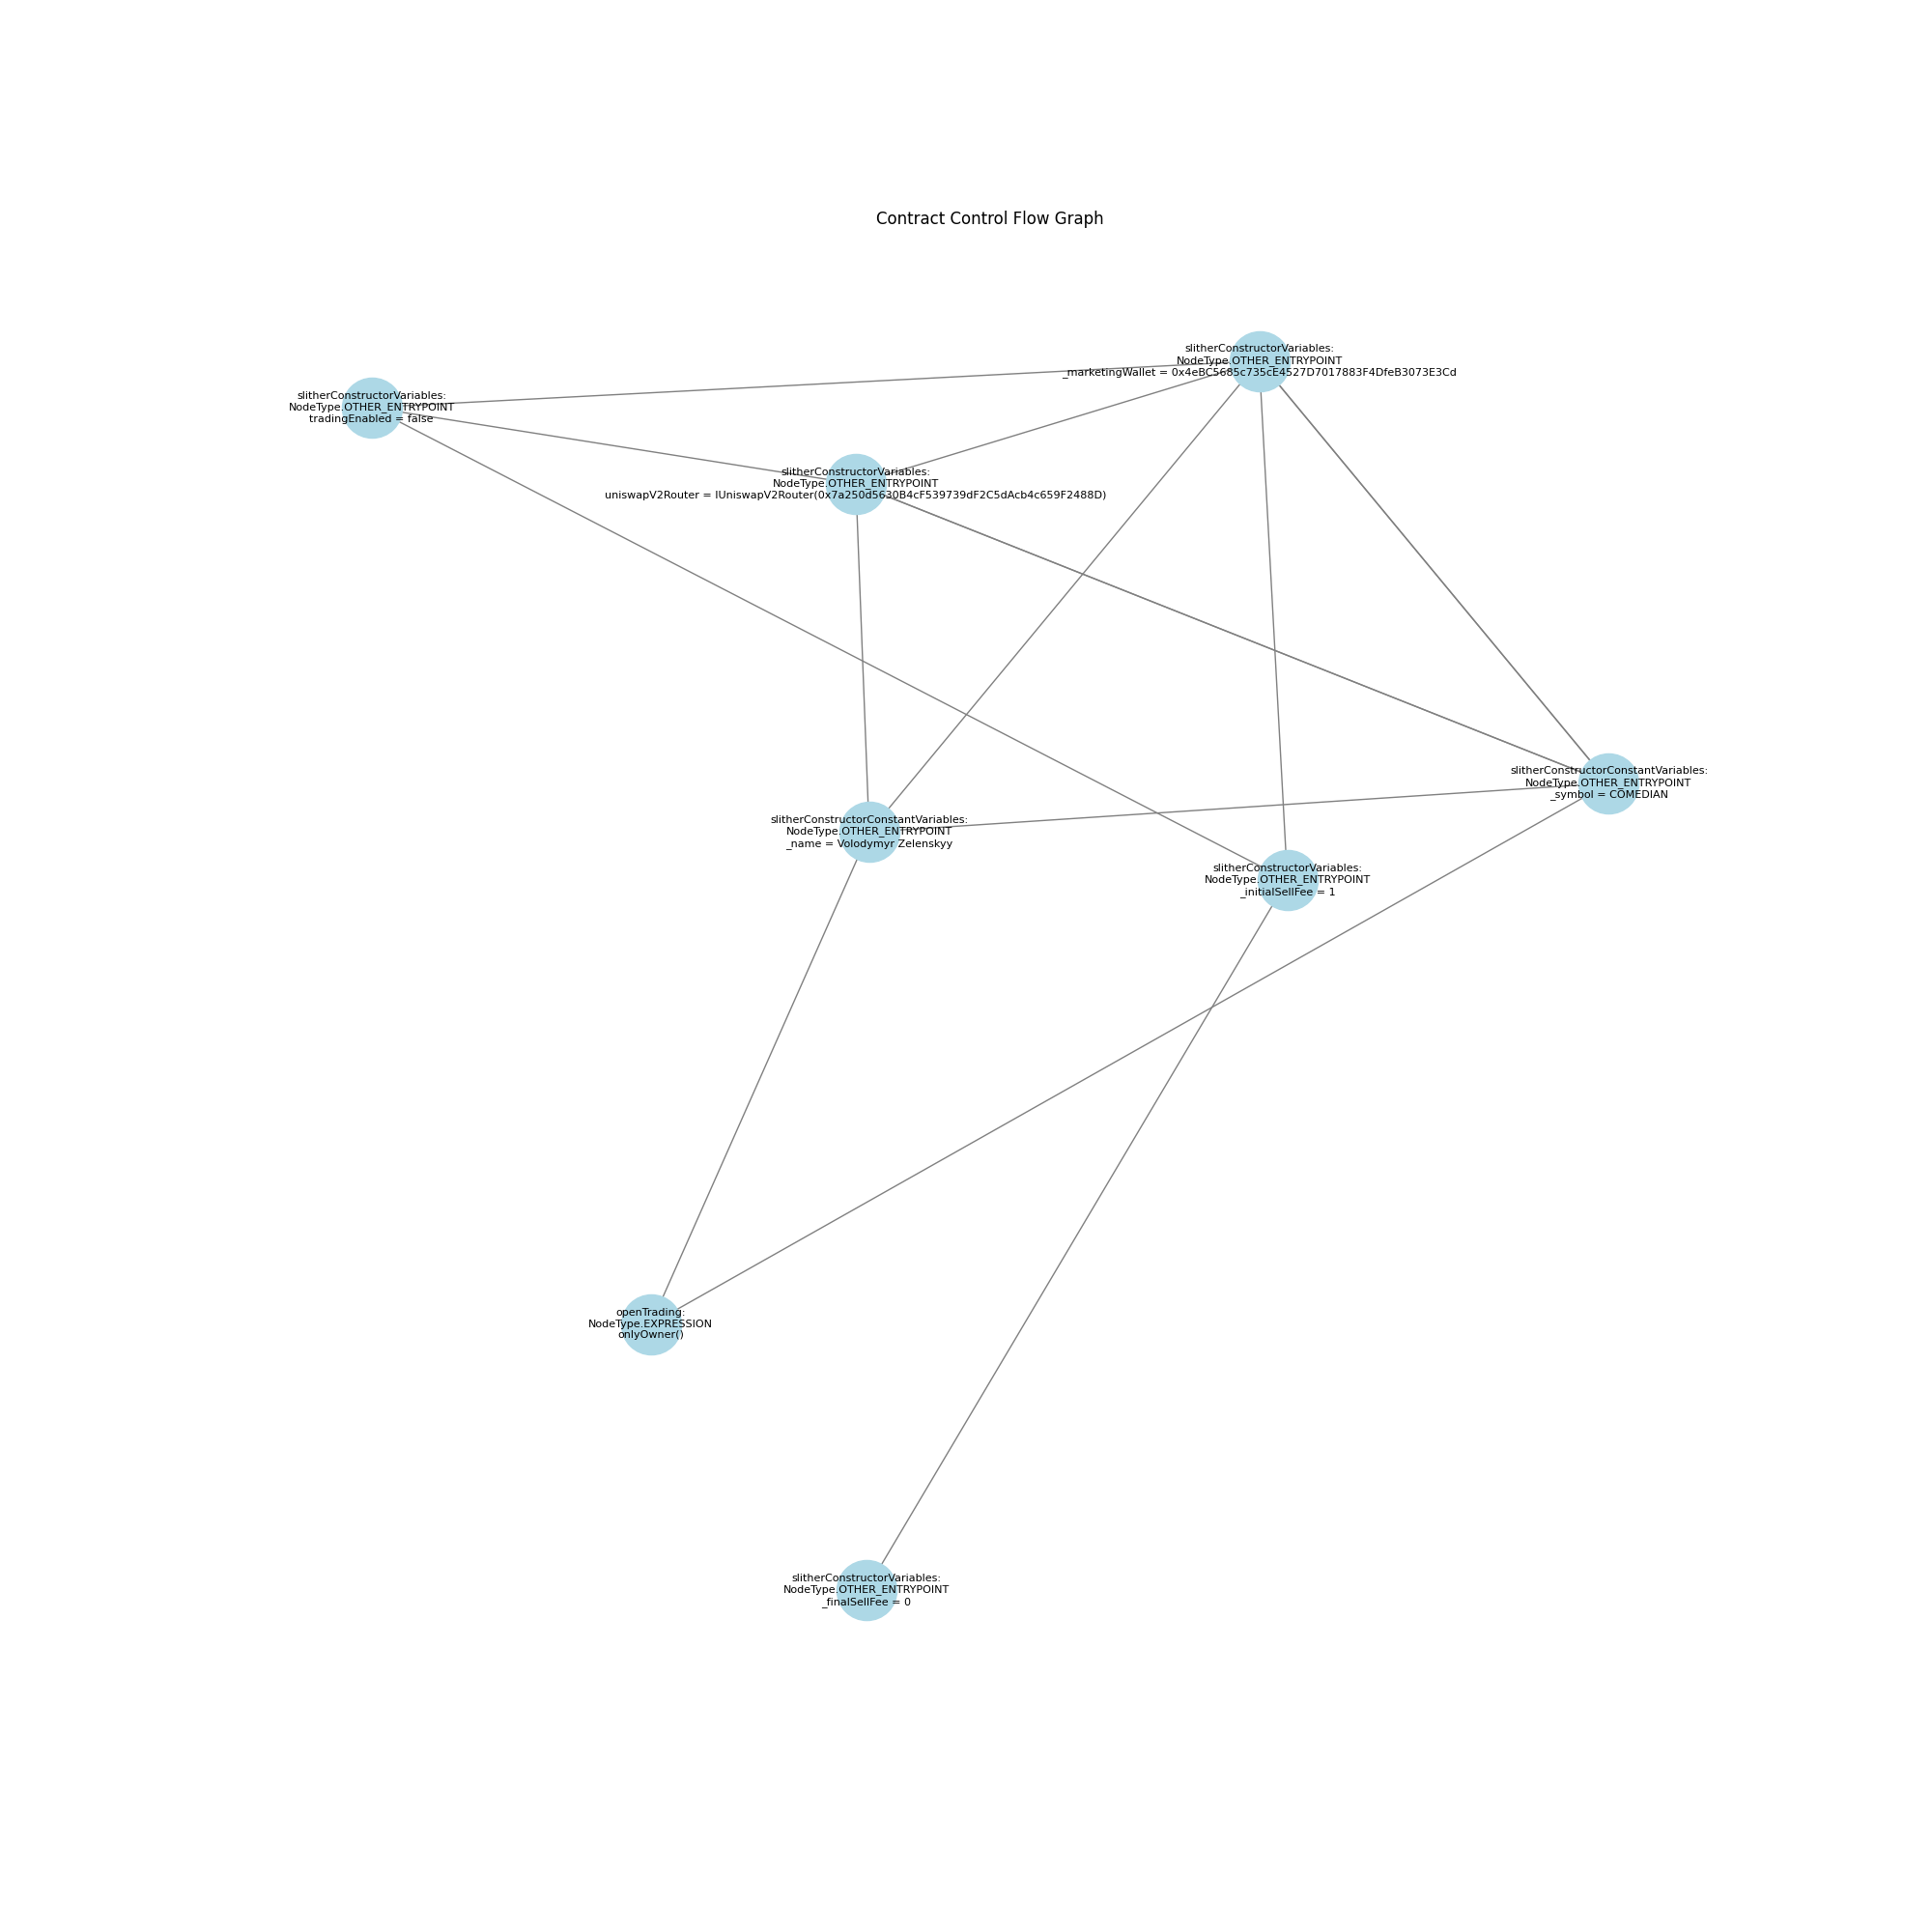 Contract Control Flow Graph
slitherConstructorVariables:
NodeType.OTHER_ENTRYPOINT
_marketingWallet = 0x4eBC5685c735cE4527D7017883F4DfeB3073E3Cd
slitherConstructorVariables:
NodeType.OTHER_ENTRYPOINT
tradingEnabled = false
slitherConstructorVariables:
NodeType.OTHER_ENTRYPOINT
uniswapV2Router = IUniswapV2Router(0x7a250d5630B4cF539739dF2C5dAcb4c659F2488D)
slitherConstructorConstantVariables:
NodeType.OTHER_ENTRYPOINT
_symbol = COMEDIAN
slitherConstructorConstantVariables:
NodeType.OTHER_ENTRYPOINT
_name = Volodymyr Zelenskyy
slitherConstructorVariables:
NodeType.OTHER_ENTRYPOINT
_initialSellFee = 1
openTrading:
NodeType.EXPRESSION
onlyOwner()
slitherConstructorVariables:
NodeType.OTHER_ENTRYPOINT
_finalSellFee = 0